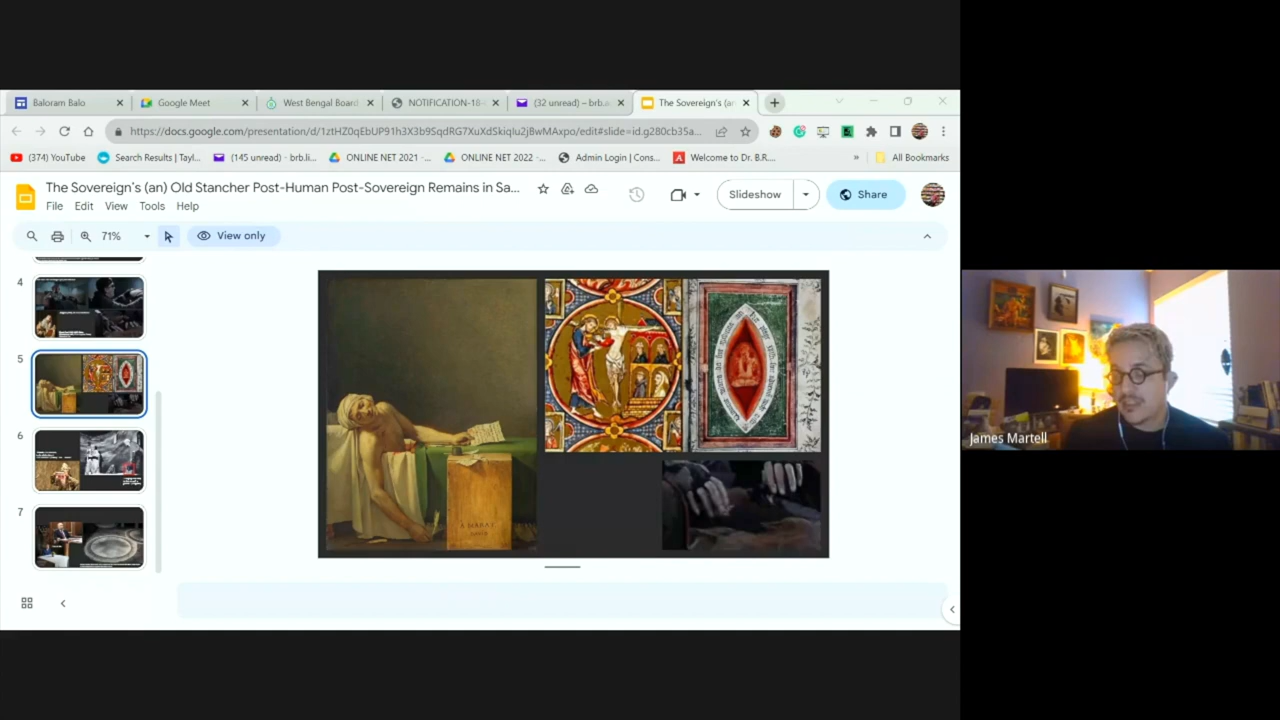 Baloram Balo
Google Meet
West Bengal Board
NOTIFICATION-18-
(32 unread) – brb.
The Sovereign's (an
https://docs.google.com/presentation/d/1ztHZ0qEbUP91h3X3b9SqdRG7XuXdSkiqIu2jBwMAxpo/edit#slide=id.g280cb35a...
(374) YouTube
Search Results | Tayl...
(145 unread) · brb.li...
ONLINE NET 2021 -...
ONLINE NET 2022 -...
Admin Login | Cons...
Welcome to Dr. B.R....
»
All Bookmarks
The Sovereign's (an) Old Stancher Post-Human Post-Sovereign Remains in Sa...
File Edit View Tools Help
Slideshow
Share
71%
View only
4
5
6
7
A MARAT
James Martell